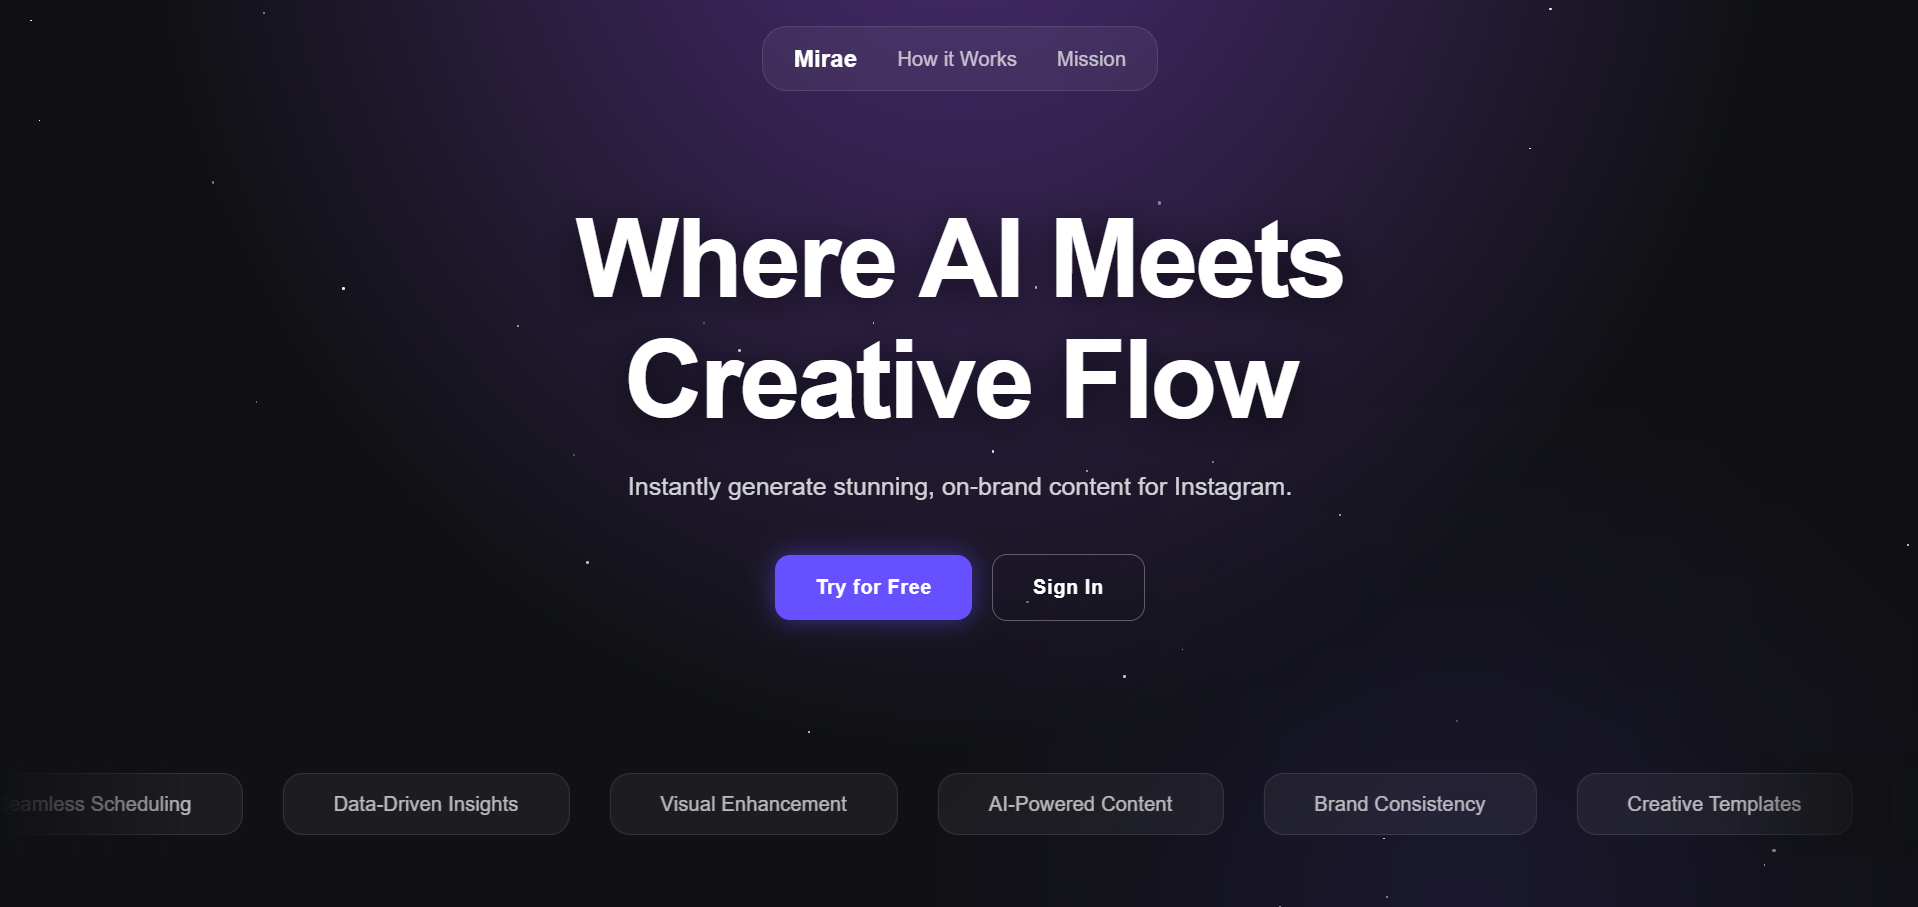 Mirae How it Works Mission
Where AI Meets
Creative Flow
Instantly generate stunning, on-brand content for Instagram.
Try for Free Sign In
Seamless Scheduling Data-Driven Insights Visual Enhancement AI-Powered Content Brand Consistency Creative Templates